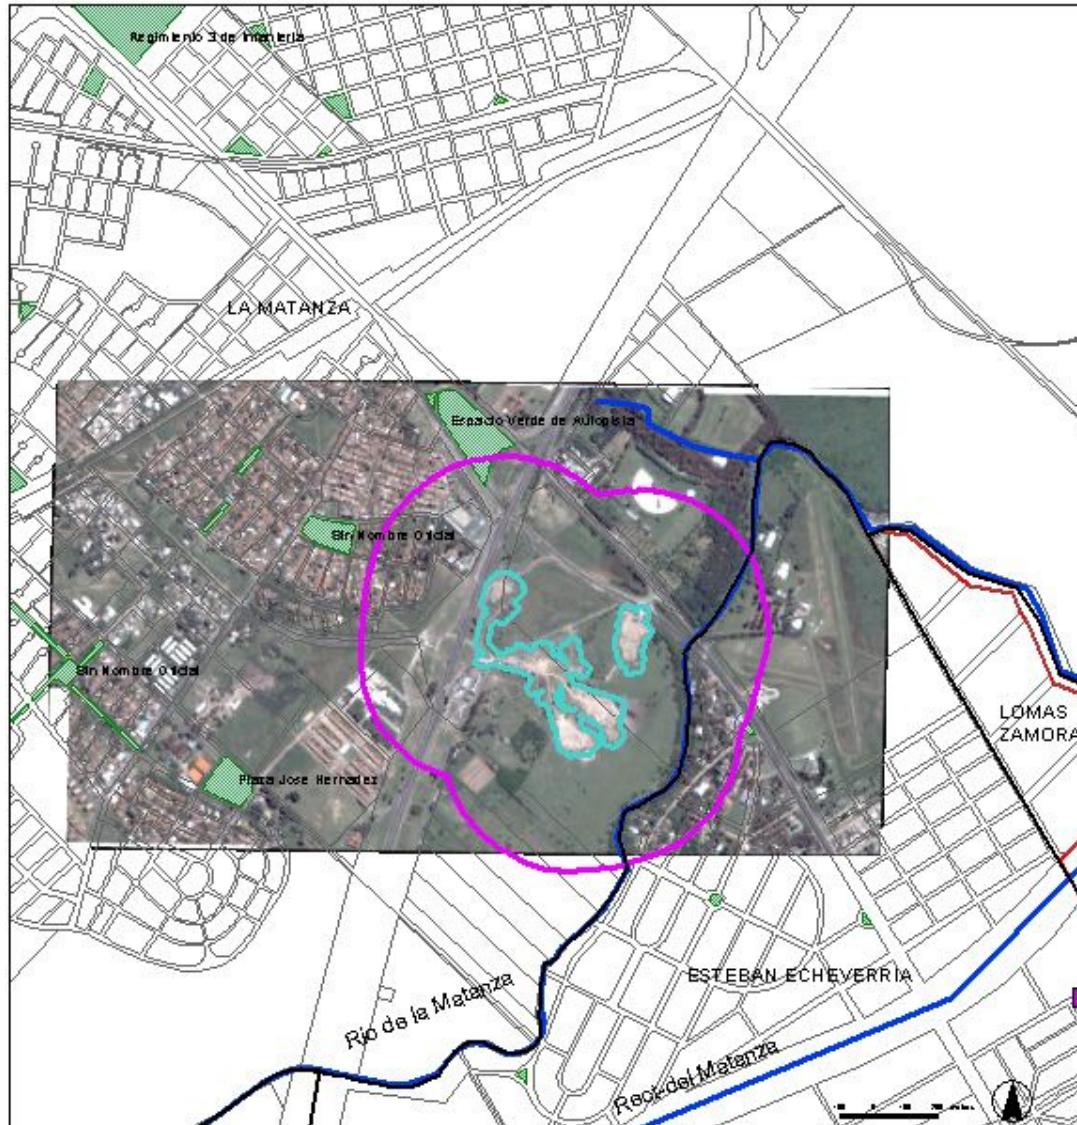 Regimiento 3 de Infanteria
LA MATANZA
Espacio Verde de Autopista
Sin Nombre Oficial
Sin Nombre Oficial
LOMAS
ZAMORA
Plaza Jose Hernadez
ESTEBAN ECHEVERRIA
Rio de la Matanza
Rect-del Matanza